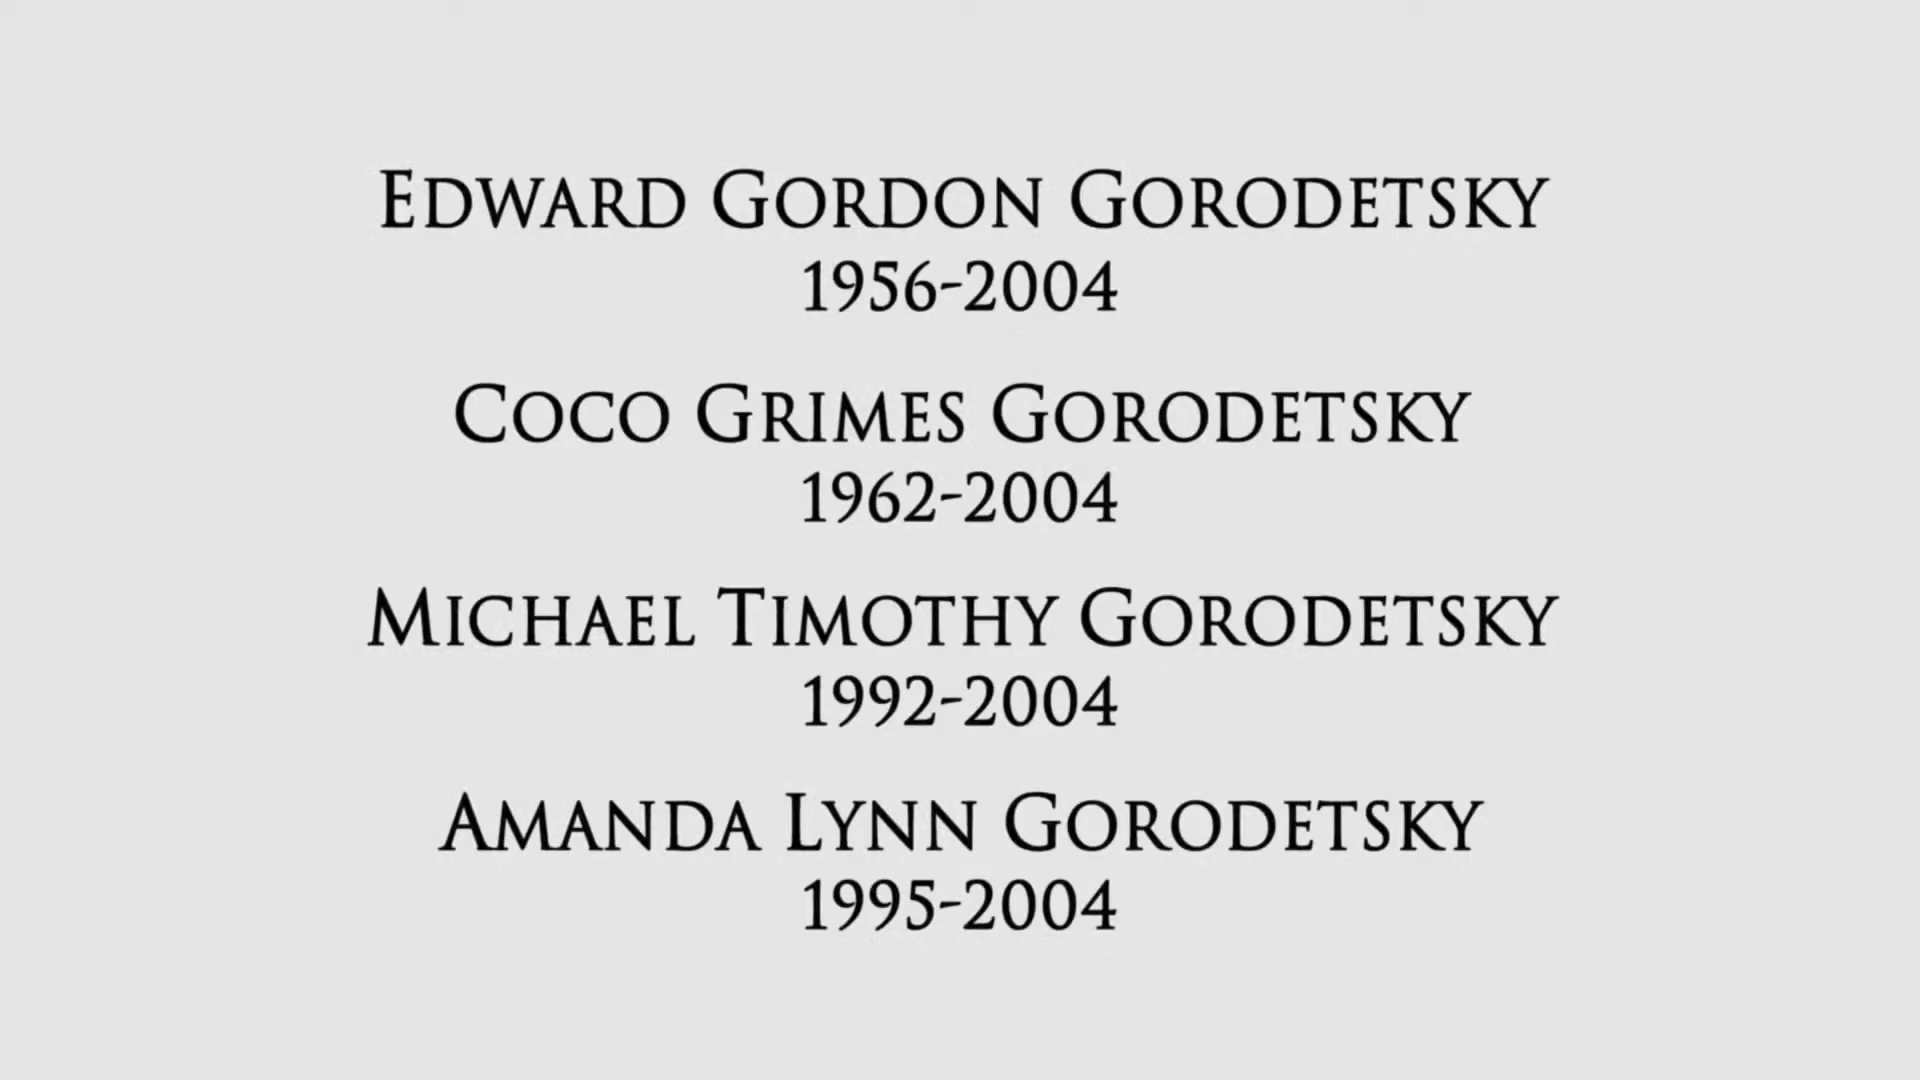 Edward Gordon Gorodetsky
1956-2004
Coco Grimes Gorodetsky
1962-2004
Michael Timothy Gorodetsky
1992-2004
Amanda Lynn Gorodetsky
1995-2004